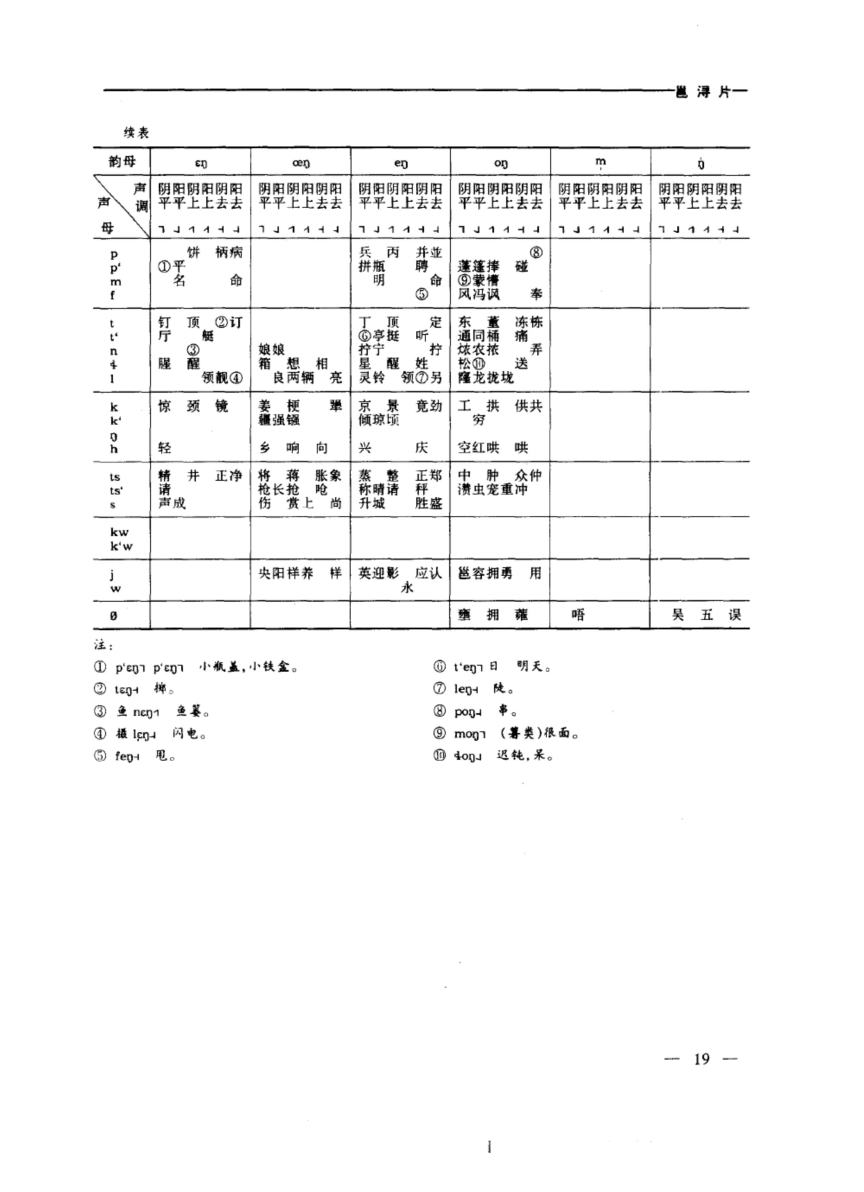 邕浔片
续表
韵母 ɛŋ œŋ eŋ oŋ m̩ ŋ̍
声调 阴阳阴阳阴阳 阴阳阴阳阴阳 阴阳阴阳阴阳 阴阳阴阳阴阳 阴阳阴阳阴阳 阴阳阴阳阴阳
声母 平平上上去去 平平上上去去 平平上上去去 平平上上去去 平平上上去去 平平上上去去
p 饼 柄病 兵 丙 并並 ⑧
pʻ ①平 拼瓶 聘 蓬篷捧 碰
m 名 命 明 命 ⑨蒙懵
f ⑤ 风冯讽 奉
t 钉 顶 ②订 丁 顶 定 东 董 冻栋
tʻ 厅 艇 ⑥亭挺 听 通同桶 痛
n ③ 娘娘 拧宁 拧 燶农 弄
ɬ 腥 醒 箱 想 相 星 醒 姓 松⑩ 送
l 领靓④ 良两辆 亮 灵铃 领⑦另 窿龙拢垅
k 惊 颈 镜 姜 梗 犟 京 景 竟劲 工 拱 供共
kʻ 疆强镪 倾琼顷 穷
ŋ
h 轻 乡 响 向 兴 庆 空红哄 哄
ts 精 井 正净 将 蒋 胀象 蒸 整 正郑 中 肿 众仲
tsʻ 请 枪长抢 呛 称晴请 秤 虫宠重冲
s 声成 伤 赏上 尚 升城 胜盛
kw
kʻw
j 央阳 养 样 英迎影 应认 邕容拥勇 用
w 永
ø 壅 拥 蕹 唔 吴 五 误
注：
① pʻɛŋ˥ pʻɛŋ˥ 小瓶盖,小铁盒。
② tɛŋ˧ 掷。
③ 鱼 nɛŋ˦ 鱼篓。
④ 摄 lɛŋ˨ 闪电。
⑤ feŋ˧ 甩。
⑥ tʻeŋ˥ 日 明天。
⑦ leŋ˧ 陡。
⑧ poŋ˨ 串。
⑨ moŋ˥ (薯类)很面。
⑩ ɬoŋ˩ 迟钝,呆。
— 19 —